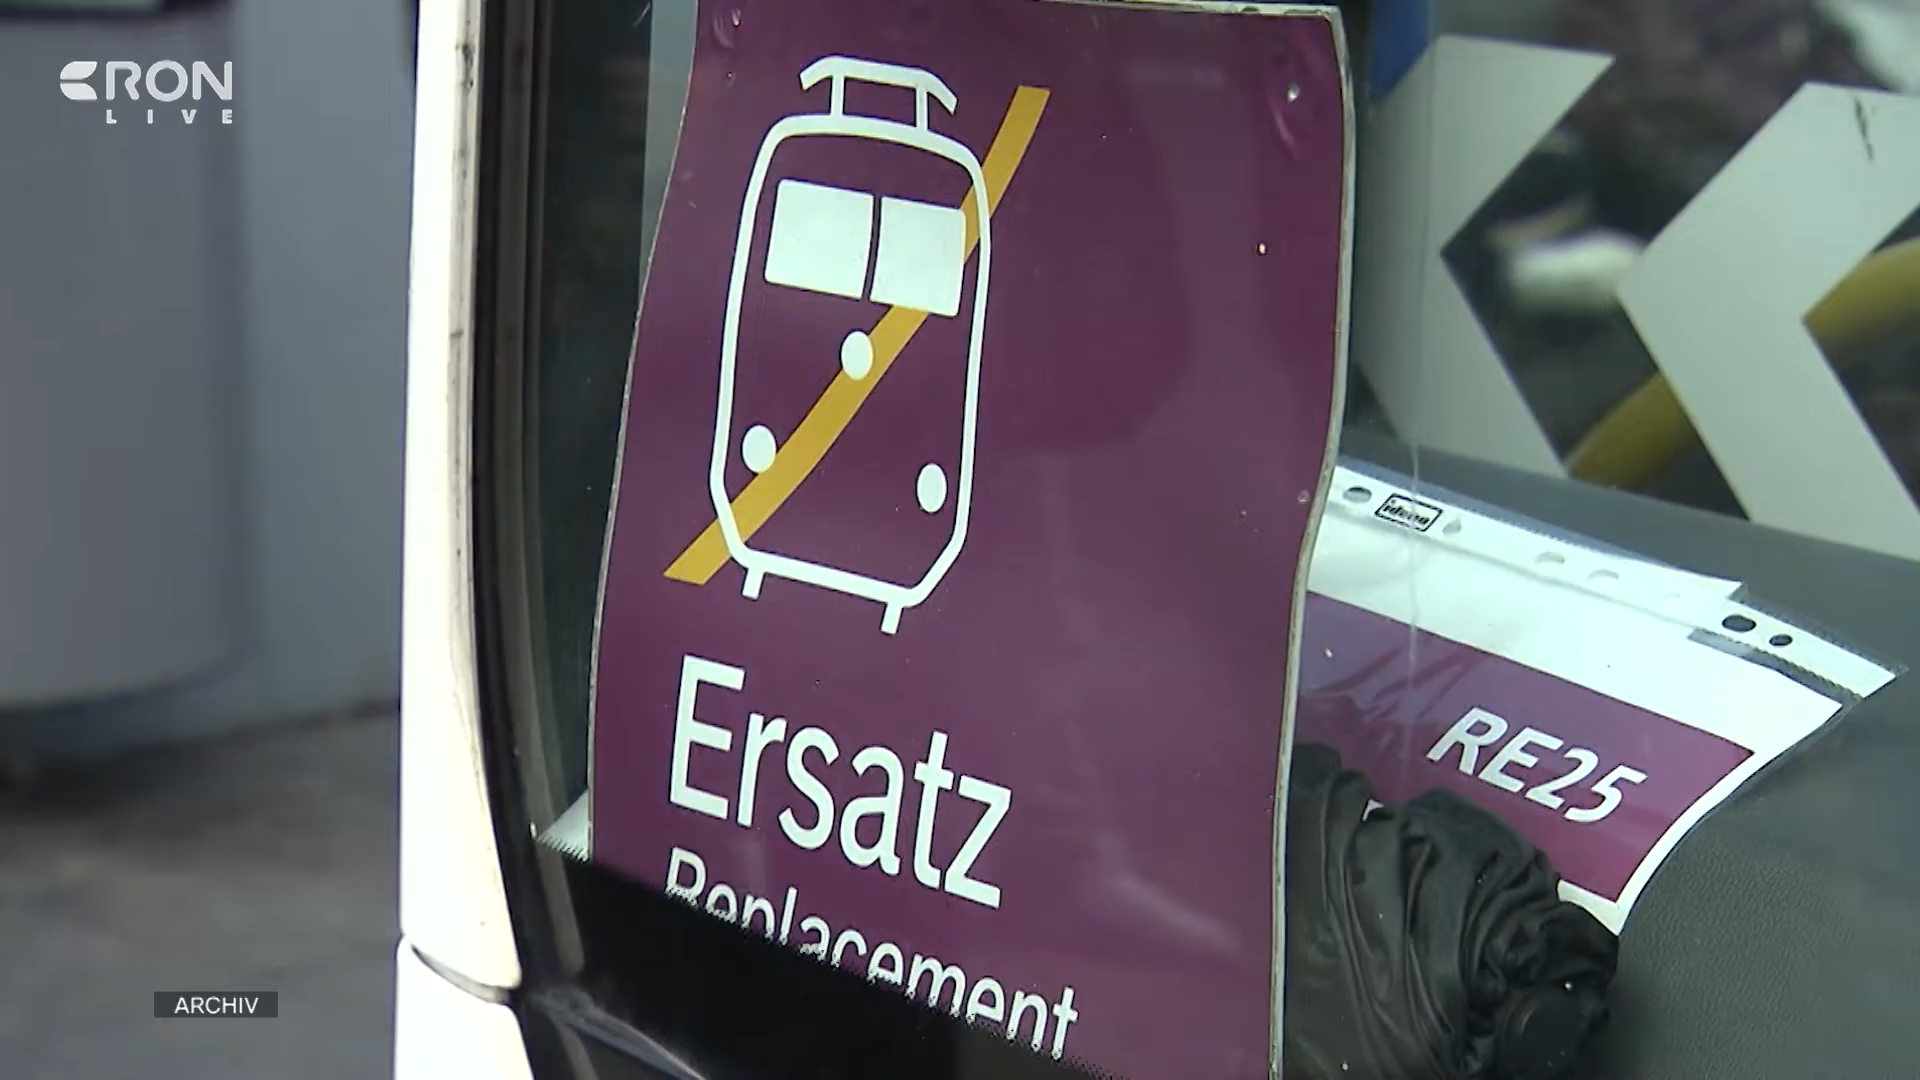 RON
LIVE
Ersatz
Replacement
RE25
ARCHIV